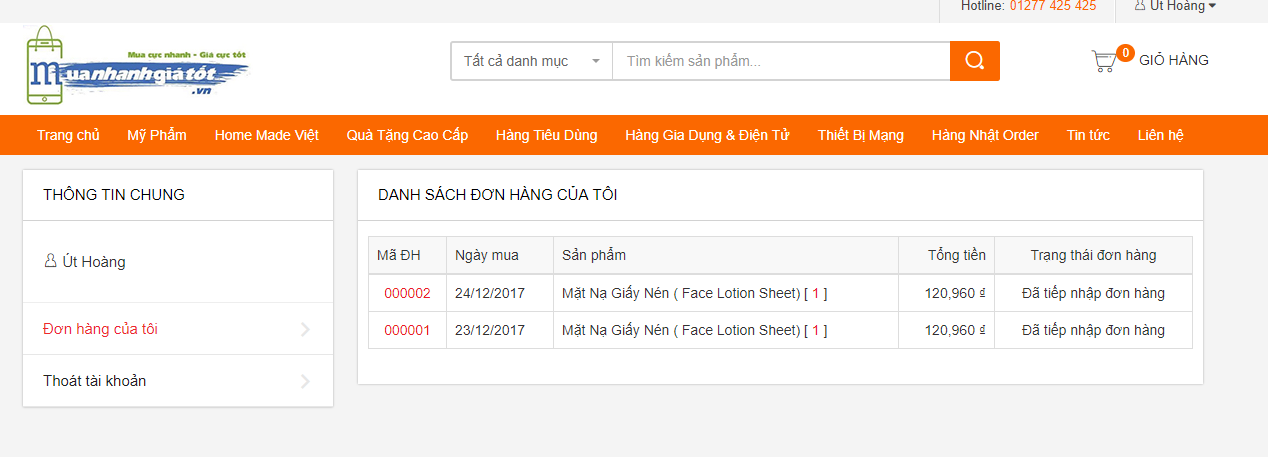 Hotline: 01277 425 425 Út Hoàng
Mua cực nhanh - Giá cực tốt
muanhanhgiatót
.vn
Tất cả danh mục Tìm kiếm sản phẩm... 0 GIỎ HÀNG
Trang chủ Mỹ Phẩm Home Made Việt Quà Tặng Cao Cấp Hàng Tiêu Dùng Hàng Gia Dụng & Điện Tử Thiết Bị Mạng Hàng Nhật Order Tin tức Liên hệ
THÔNG TIN CHUNG
Út Hoàng
Đơn hàng của tôi
Thoát tài khoản
DANH SÁCH ĐƠN HÀNG CỦA TÔI
Mã ĐH Ngày mua Sản phẩm Tổng tiền Trạng thái đơn hàng
000002 24/12/2017 Mặt Nạ Giấy Nén ( Face Lotion Sheet) [ 1 ] 120,960 ₫ Đã tiếp nhập đơn hàng
000001 23/12/2017 Mặt Nạ Giấy Nén ( Face Lotion Sheet) [ 1 ] 120,960 ₫ Đã tiếp nhập đơn hàng